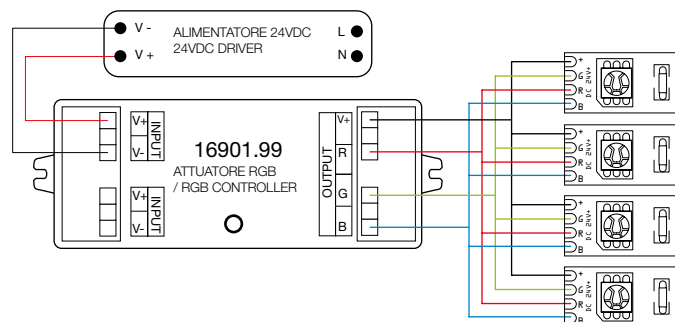 V -
V +
ALIMENTATORE 24VDC
24VDC DRIVER
L
N
V+
V-
INPUT
V+
V-
INPUT
16901.99
ATTUATORE RGB
/ RGB CONTROLLER
OUTPUT
V+
R
G
B
+
G
R
B
DC 24V+
+
G
R
B
DC 24V+
+
G
R
B
DC 24V+
+
G
R
B
DC 24V+